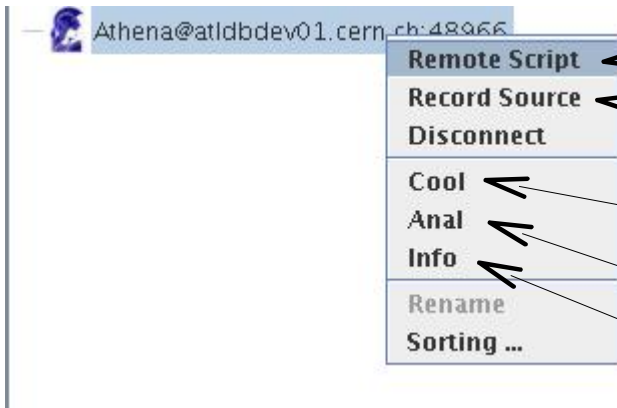 Athena@atldbdev01.cern.ch:48966
Remote Script
Record Source
Disconnect
Cool
Anal
Info
Rename
Sorting ...